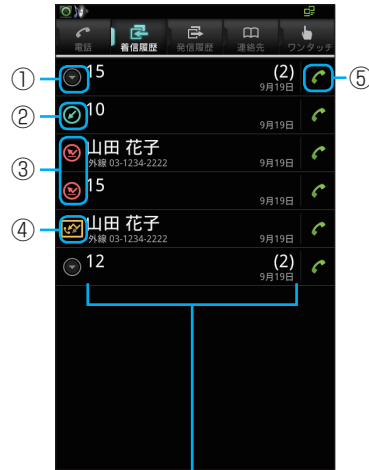 電話 着信履歴 発信履歴 連絡先 ワンタッチ
① 15 (2) ⑤
9月19日
② 10
9月19日
③ 山田 花子
外線 03-1234-2222 9月19日
15
9月19日
④ 山田 花子
外線 03-1234-2222 9月19日
12 (2)
9月19日